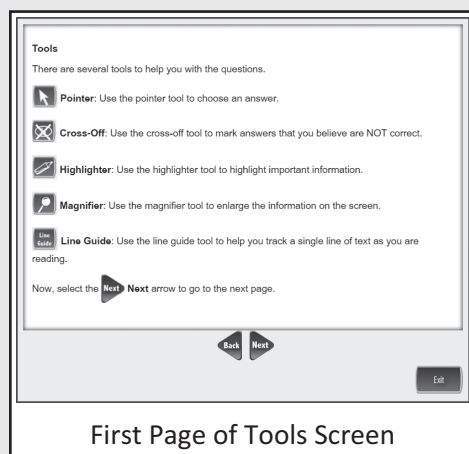 Tools
There are several tools to help you with the questions.
Pointer: Use the pointer tool to choose an answer.
Cross-Off: Use the cross-off tool to mark answers that you believe are NOT correct.
Highlighter: Use the highlighter tool to highlight important information.
Magnifier: Use the magnifier tool to enlarge the information on the screen.
Line Guide Line Guide: Use the line guide tool to help you track a single line of text as you are
reading.
Now, select the Next Next arrow to go to the next page.
Back Next
Exit
First Page of Tools Screen